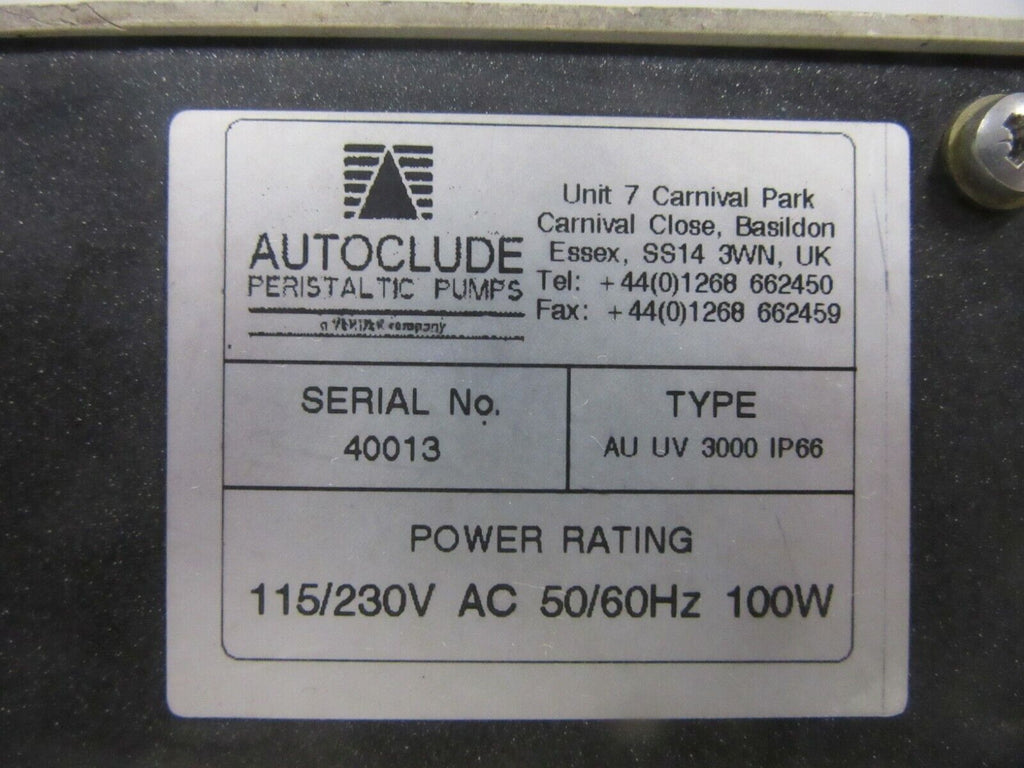 AUTOCLUDE
PERISTALTIC PUMPS
a company
Unit 7 Carnival Park
Carnival Close, Basildon
Essex, SS14 3WN, UK
Tel: +44(0)1268 662450
Fax: +44(0)1268 662459
SERIAL No.
40013
TYPE
AU UV 3000 IP66
POWER RATING
115/230V AC 50/60Hz 100W